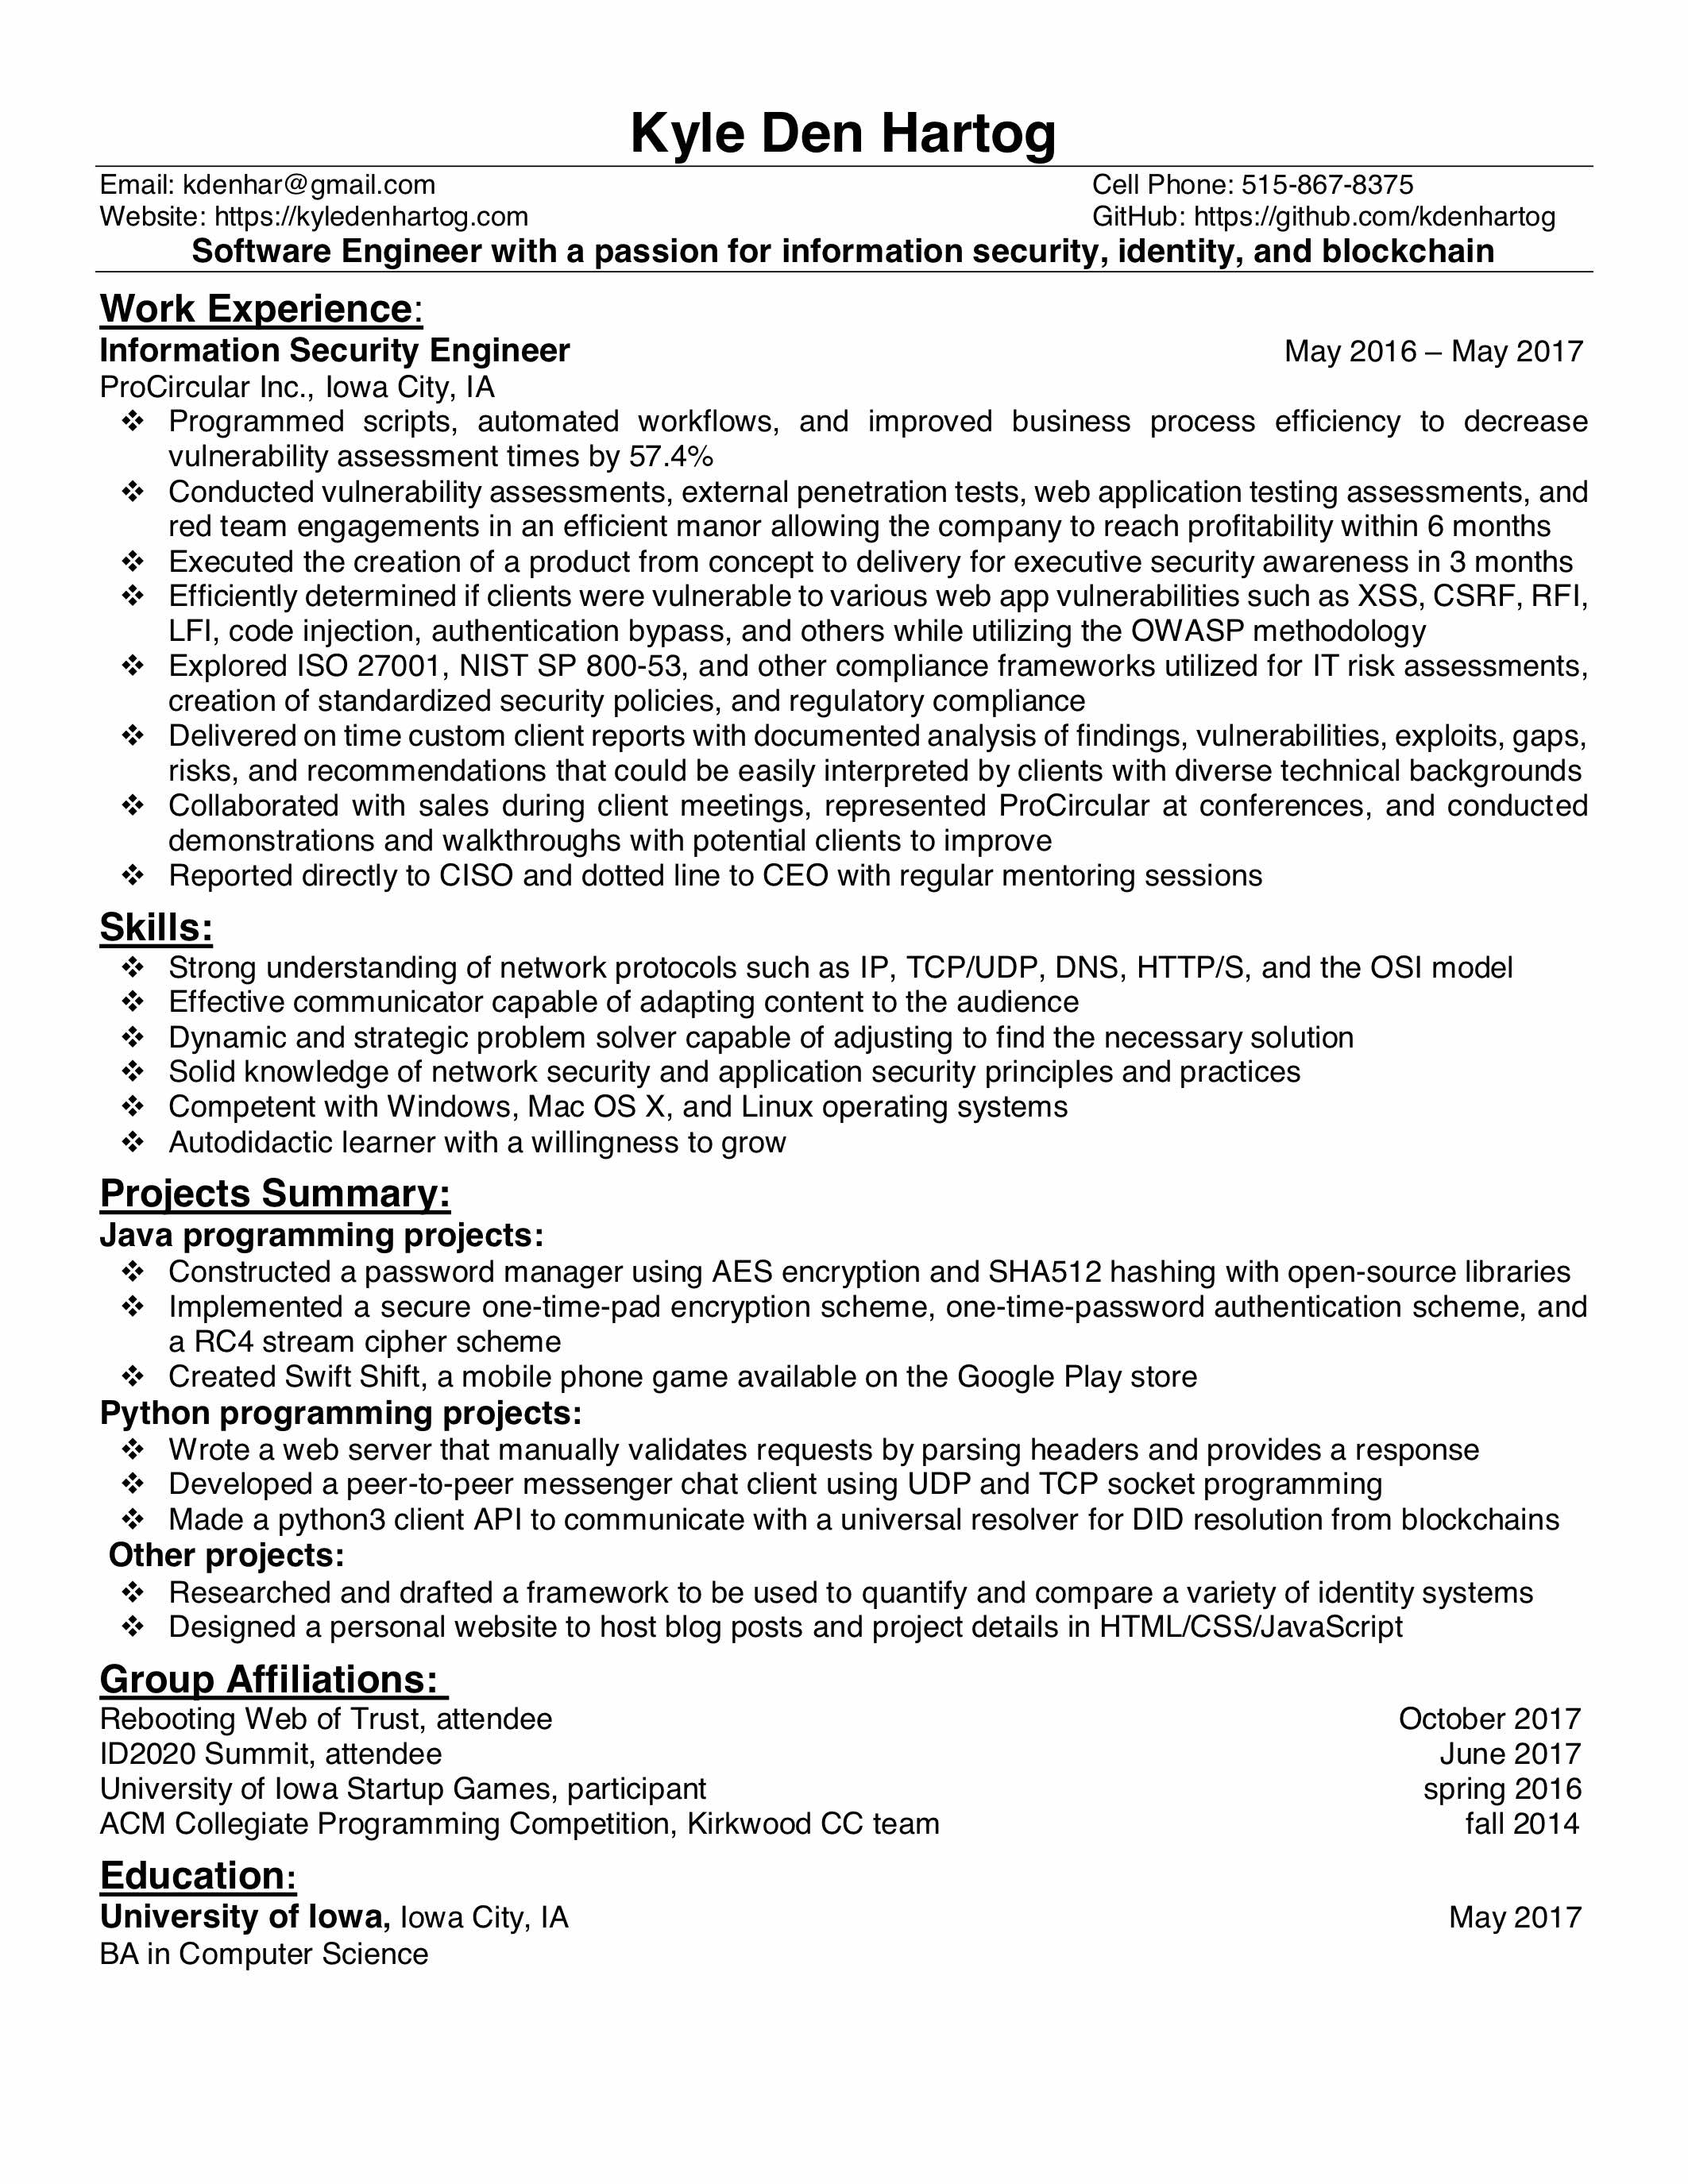 Kyle Den Hartog
Email: kdenhar@gmail.com Cell Phone: 515-867-8375
Website: https://kyledenhartog.com GitHub: https://github.com/kdenhartog
Software Engineer with a passion for information security, identity, and blockchain
Work Experience:
Information Security Engineer May 2016 – May 2017
ProCircular Inc., Iowa City, IA
❖ Programmed scripts, automated workflows, and improved business process efficiency to decrease
vulnerability assessment times by 57.4%
❖ Conducted vulnerability assessments, external penetration tests, web application testing assessments, and
red team engagements in an efficient manor allowing the company to reach profitability within 6 months
❖ Executed the creation of a product from concept to delivery for executive security awareness in 3 months
❖ Efficiently determined if clients were vulnerable to various web app vulnerabilities such as XSS, CSRF, RFI,
LFI, code injection, authentication bypass, and others while utilizing the OWASP methodology
❖ Explored ISO 27001, NIST SP 800-53, and other compliance frameworks utilized for IT risk assessments,
creation of standardized security policies, and regulatory compliance
❖ Delivered on time custom client reports with documented analysis of findings, vulnerabilities, exploits, gaps,
risks, and recommendations that could be easily interpreted by clients with diverse technical backgrounds
❖ Collaborated with sales during client meetings, represented ProCircular at conferences, and conducted
demonstrations and walkthroughs with potential clients to improve
❖ Reported directly to CISO and dotted line to CEO with regular mentoring sessions
Skills:
❖ Strong understanding of network protocols such as IP, TCP/UDP, DNS, HTTP/S, and the OSI model
❖ Effective communicator capable of adapting content to the audience
❖ Dynamic and strategic problem solver capable of adjusting to find the necessary solution
❖ Solid knowledge of network security and application security principles and practices
❖ Competent with Windows, Mac OS X, and Linux operating systems
❖ Autodidactic learner with a willingness to grow
Projects Summary:
Java programming projects:
❖ Constructed a password manager using AES encryption and SHA512 hashing with open-source libraries
❖ Implemented a secure one-time-pad encryption scheme, one-time-password authentication scheme, and
a RC4 stream cipher scheme
❖ Created Swift Shift, a mobile phone game available on the Google Play store
Python programming projects:
❖ Wrote a web server that manually validates requests by parsing headers and provides a response
❖ Developed a peer-to-peer messenger chat client using UDP and TCP socket programming
❖ Made a python3 client API to communicate with a universal resolver for DID resolution from blockchains
Other projects:
❖ Researched and drafted a framework to be used to quantify and compare a variety of identity systems
❖ Designed a personal website to host blog posts and project details in HTML/CSS/JavaScript
Group Affiliations:
Rebooting Web of Trust, attendee October 2017
ID2020 Summit, attendee June 2017
University of Iowa Startup Games, participant spring 2016
ACM Collegiate Programming Competition, Kirkwood CC team fall 2014
Education:
University of Iowa, Iowa City, IA May 2017
BA in Computer Science